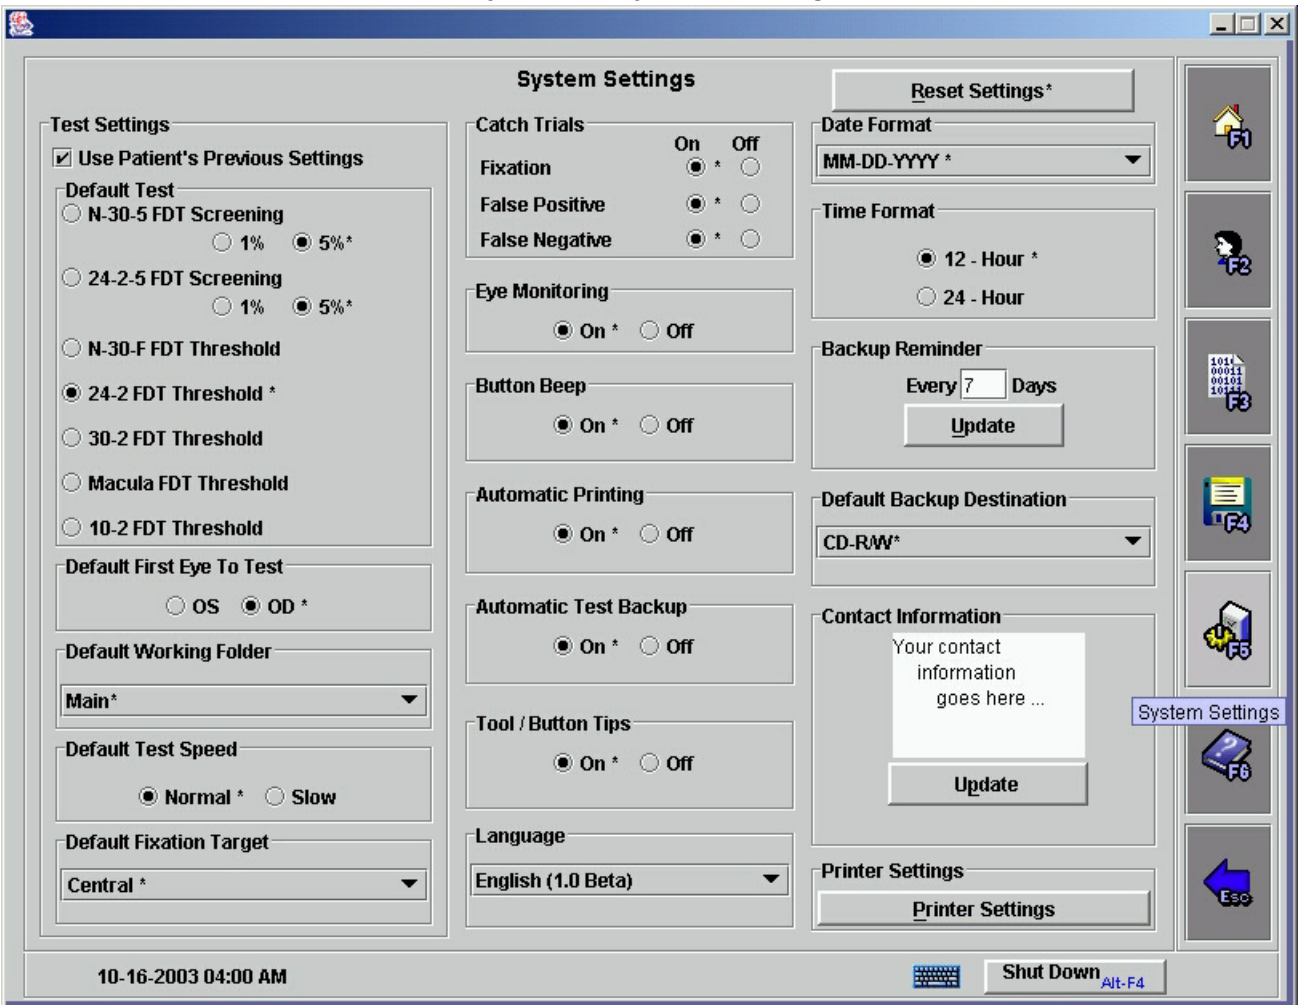 System Settings
Reset Settings*
Test Settings
Use Patient's Previous Settings
Default Test
N-30-5 FDT Screening
1% 5%*
24-2-5 FDT Screening
1% 5%*
N-30-F FDT Threshold
24-2 FDT Threshold *
30-2 FDT Threshold
Macula FDT Threshold
10-2 FDT Threshold
Default First Eye To Test
OS OD *
Default Working Folder
Main*
Default Test Speed
Normal * Slow
Default Fixation Target
Central *
Catch Trials
On Off
Fixation *
False Positive *
False Negative *
Eye Monitoring
On * Off
Button Beep
On * Off
Automatic Printing
On * Off
Automatic Test Backup
On * Off
Tool / Button Tips
On * Off
Language
English (1.0 Beta)
Date Format
MM-DD-YYYY *
Time Format
12 - Hour *
24 - Hour
Backup Reminder
Every 7 Days
Update
Default Backup Destination
CD-R/W*
Contact Information
Your contact
information
goes here ...
Update
Printer Settings
Printer Settings
F1
F2
F3
F4
F5
System Settings
F6
Esc
10-16-2003 04:00 AM
Shut Down Alt-F4